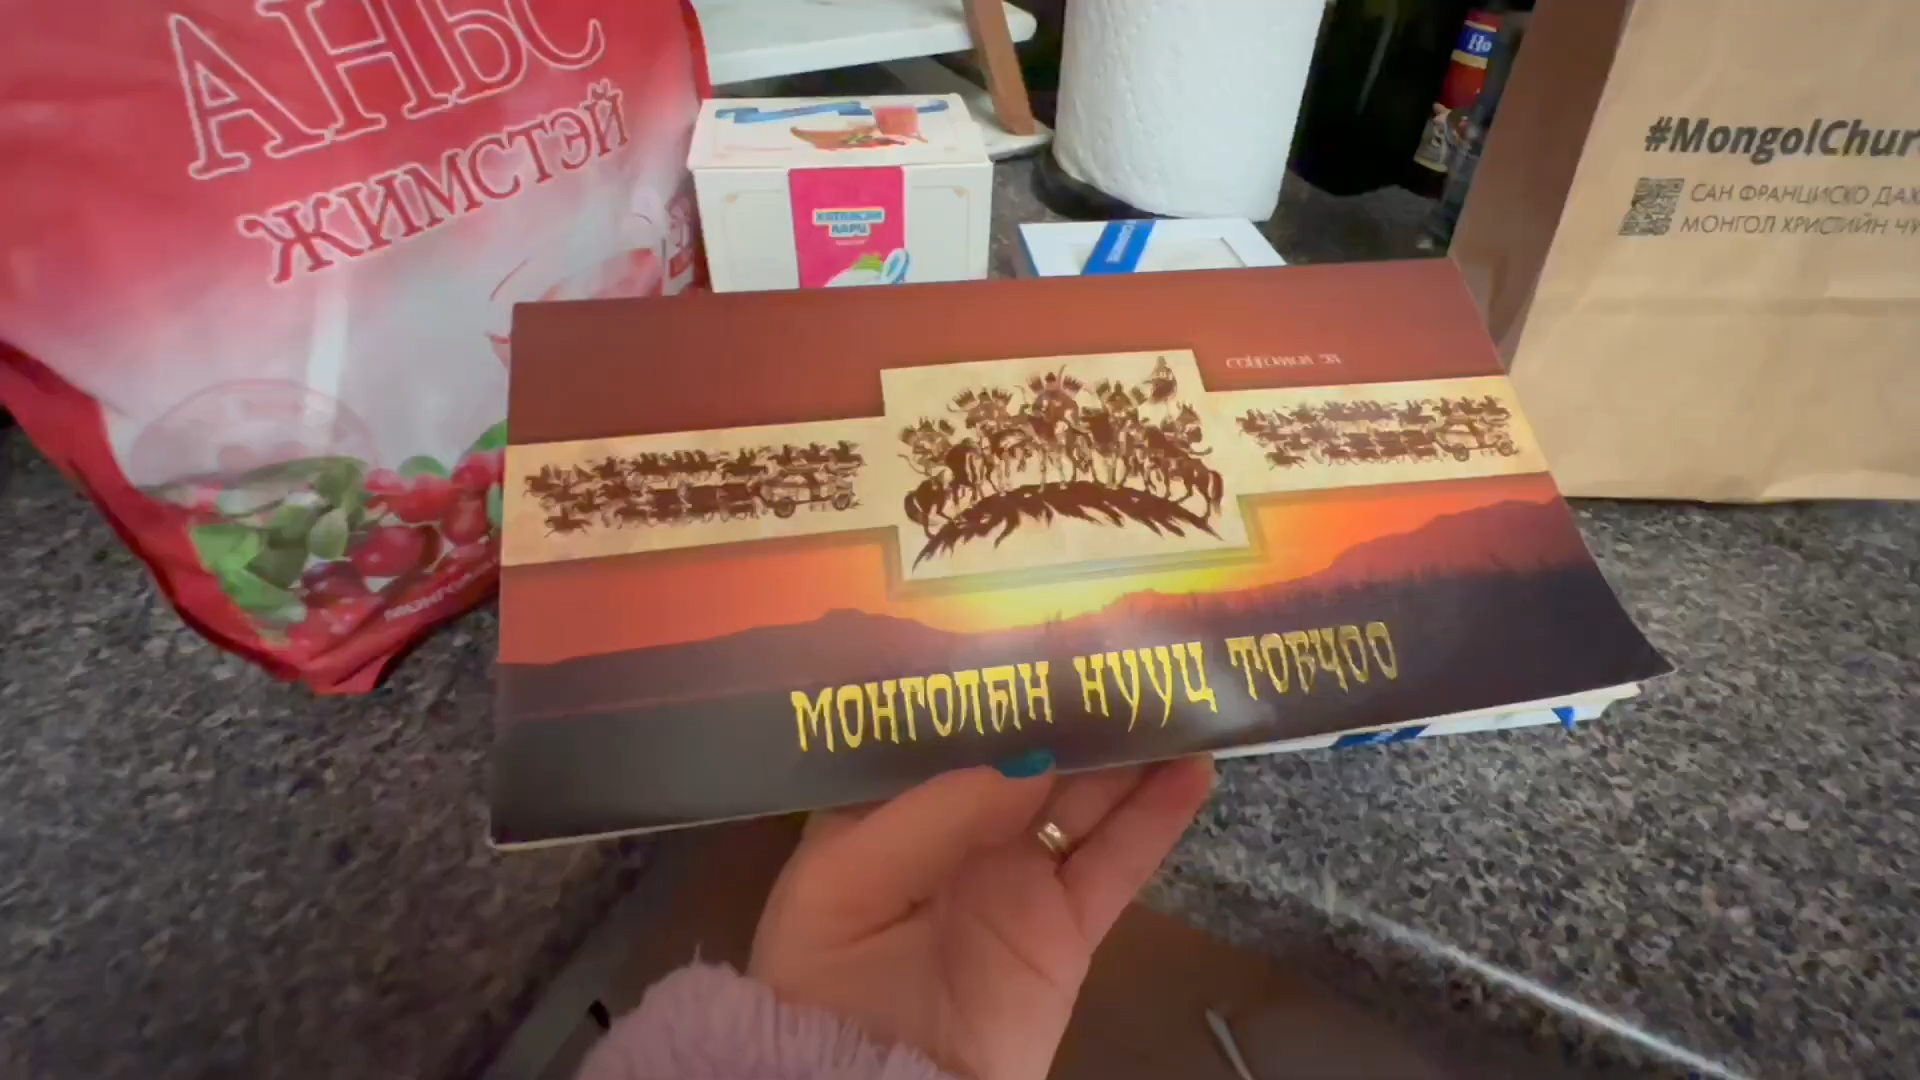 АНЬС
ЖИМСТЭЙ
#MongolChur
САН ФРАНЦИСКО ДАХ
МОНГОЛ ХРИСТИЙН ЧУ
МОНГОЛЫН НУУЦ ТОВЧОО